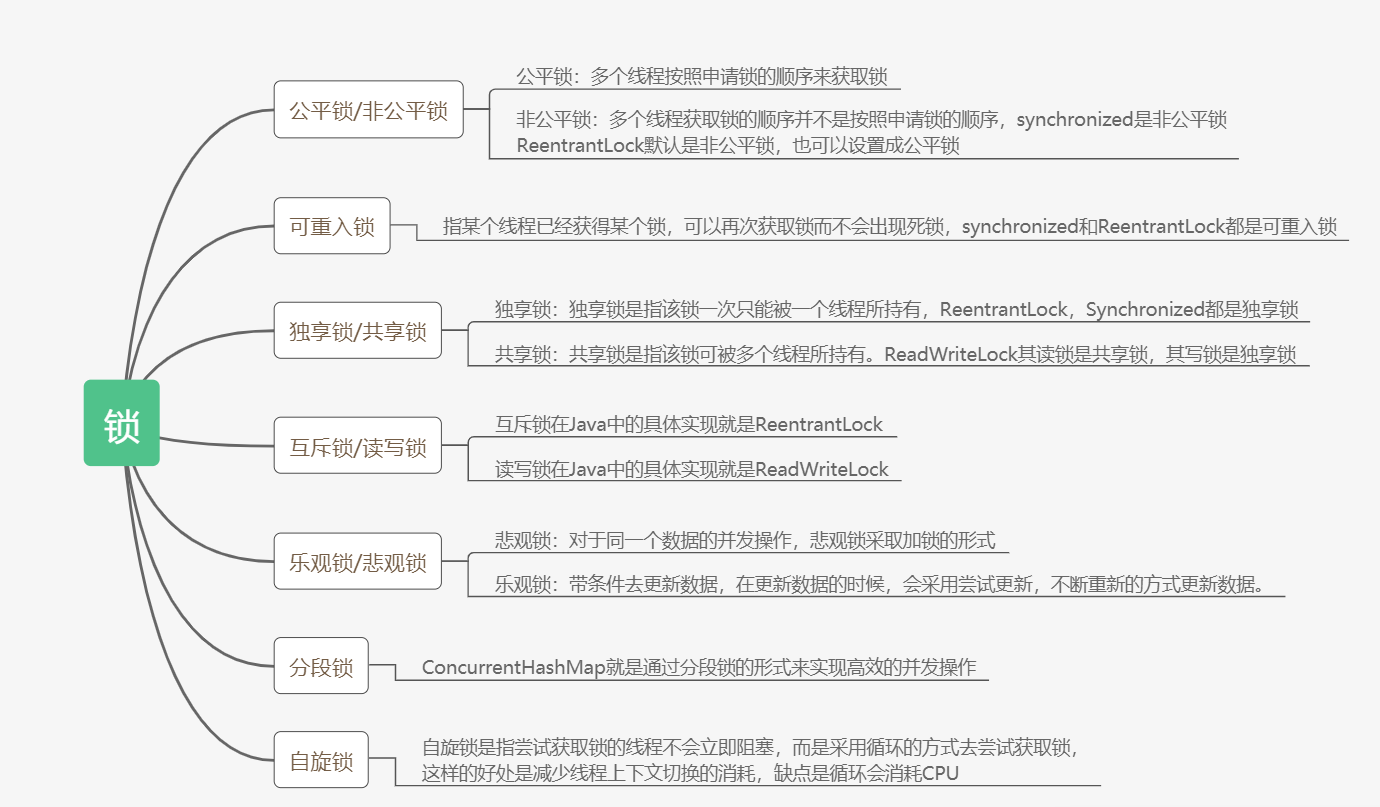 锁
公平锁/非公平锁
公平锁：多个线程按照申请锁的顺序来获取锁
非公平锁：多个线程获取锁的顺序并不是按照申请锁的顺序，synchronized是非公平锁
ReentrantLock默认是非公平锁，也可以设置成公平锁
可重入锁
指某个线程已经获得某个锁，可以再次获取锁而不会出现死锁，synchronized和ReentrantLock都是可重入锁
独享锁/共享锁
独享锁：独享锁是指该锁一次只能被一个线程所持有，ReentrantLock，Synchronized都是独享锁
共享锁：共享锁是指该锁可被多个线程所持有。ReadWriteLock其读锁是共享锁，其写锁是独享锁
互斥锁/读写锁
互斥锁在Java中的具体实现就是ReentrantLock
读写锁在Java中的具体实现就是ReadWriteLock
乐观锁/悲观锁
悲观锁：对于同一个数据的并发操作，悲观锁采取加锁的形式
乐观锁：带条件去更新数据，在更新数据的时候，会采用尝试更新，不断重新的方式更新数据。
分段锁
ConcurrentHashMap就是通过分段锁的形式来实现高效的并发操作
自旋锁
自旋锁是指尝试获取锁的线程不会立即阻塞，而是采用循环的方式去尝试获取锁，
这样的好处是减少线程上下文切换的消耗，缺点是循环会消耗CPU